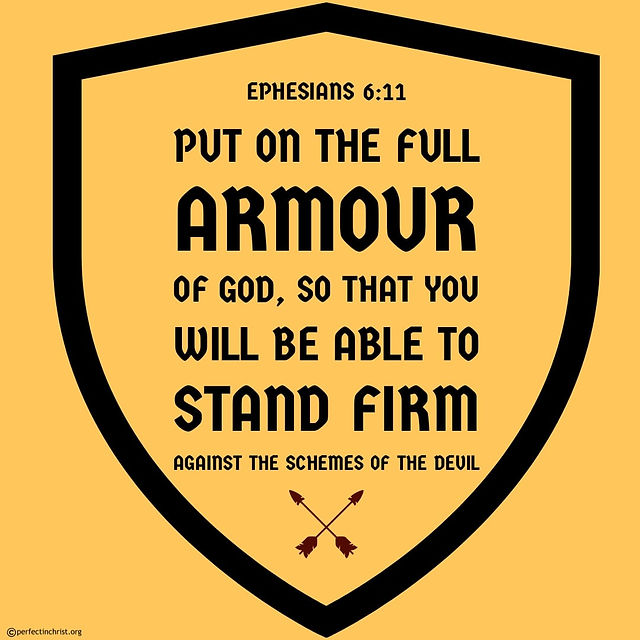 EPHESIANS 6:11
PUT ON THE FULL
ARMOUR
OF GOD, SO THAT YOU
WILL BE ABLE TO
STAND FIRM
AGAINST THE SCHEMES OF THE DEVIL
©perfectinchrist.org